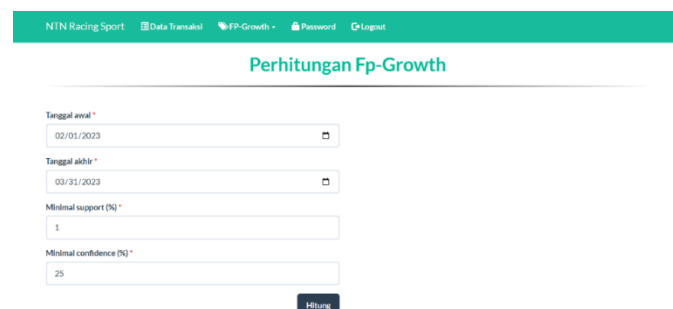 NTN Racing Sport Data Transaksi FP-Growth Password Logout
Perhitungan Fp-Growth
Tanggal awal *
02/01/2023
Tanggal akhir *
03/31/2023
Minimal support (%) *
1
Minimal confidence (%) *
25
Hitung